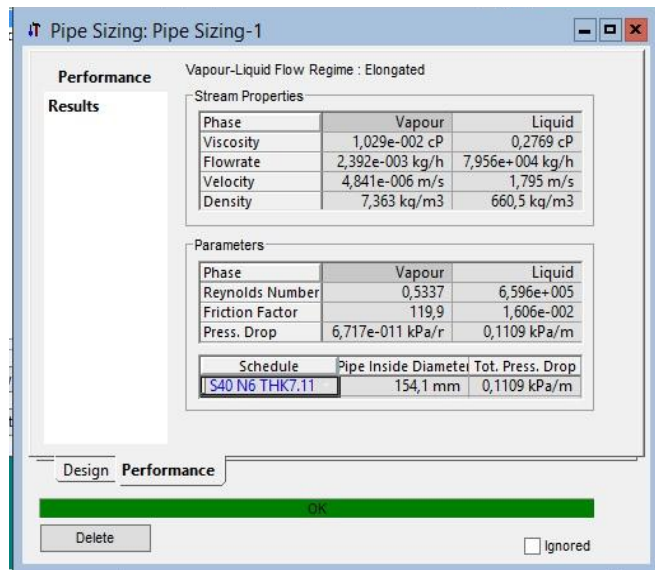 Pipe Sizing: Pipe Sizing-1
Performance
Results
Vapour-Liquid Flow Regime : Elongated
Stream Properties
Phase Vapour Liquid
Viscosity 1,029e-002 cP 0,2769 cP
Flowrate 2,392e-003 kg/h 7,956e+004 kg/h
Velocity 4,841e-006 m/s 1,795 m/s
Density 7,363 kg/m3 660,5 kg/m3
Parameters
Phase Vapour Liquid
Reynolds Number 0,5337 6,596e+005
Friction Factor 119,9 1,606e-002
Press. Drop 6,717e-011 kPa/r 0,1109 kPa/m
Schedule Pipe Inside Diamete Tot. Press. Drop
S40 N6 THK7.11 154,1 mm 0,1109 kPa/m
Design Performance
OK
Delete
Ignored